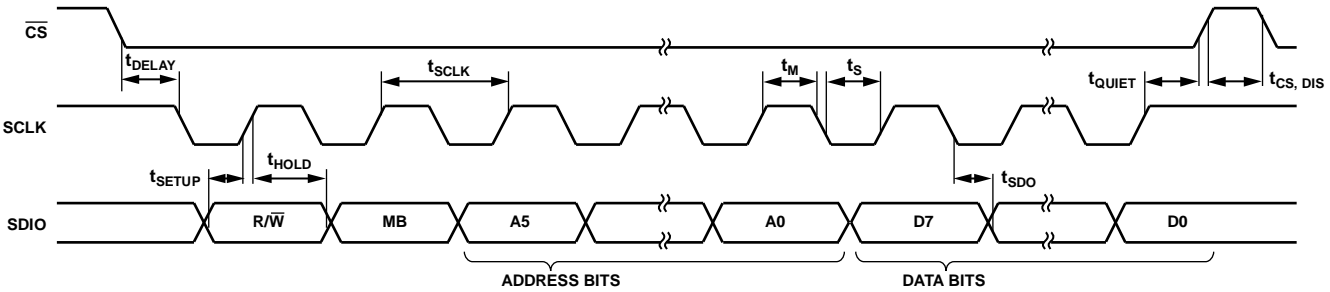 CS
tDELAY
tSCLK
tM
tS
tQUIET
tCS, DIS
SCLK
tSETUP
tHOLD
tSDO
SDIO
R/W
MB
A5
A0
D7
D0
ADDRESS BITS
DATA BITS